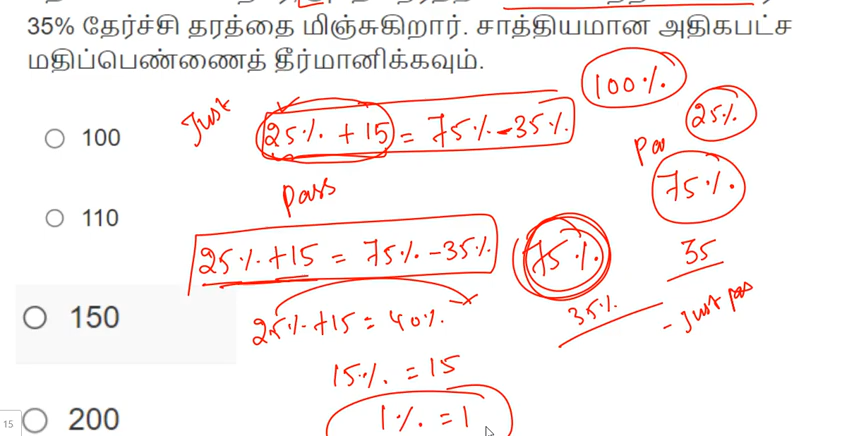 35% தேர்ச்சி தரத்தை மிஞ்சுகிறார். சாத்தியமான அதிகபட்ச
மதிப்பெண்ணைத் தீர்மானிக்கவும்.
100
110
150
200
Just 25% + 15 = 75% - 35%
Pass
25% + 15 = 75% - 35%
25% + 15 = 40%
15% = 15
1% = 1
100%
25%
Pa
75%
75%
35
35%
- Just pas
15